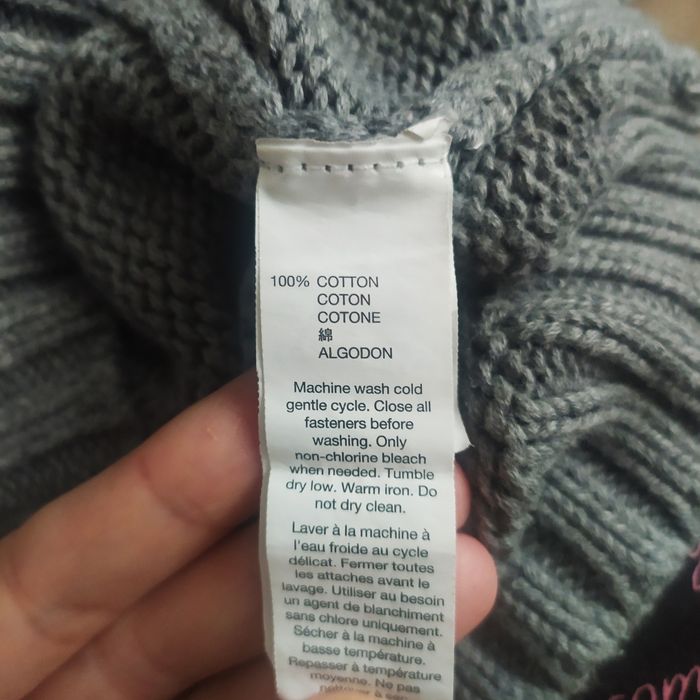 100% COTTON
COTON
COTONE
綿
ALGODON
Machine wash cold
gentle cycle. Close all
fasteners before
washing. Only
non-chlorine bleach
when needed. Tumble
dry low. Warm iron. Do
not dry clean.
Laver à la machine à
l'eau froide au cycle
délicat. Fermer toutes
les attaches avant le
lavage. Utiliser au besoin
un agent de blanchiment
sans chlore uniquement.
Sécher à la machine à
basse température.
Repasser à température
moyenne. Ne pas
nettoyer à sec